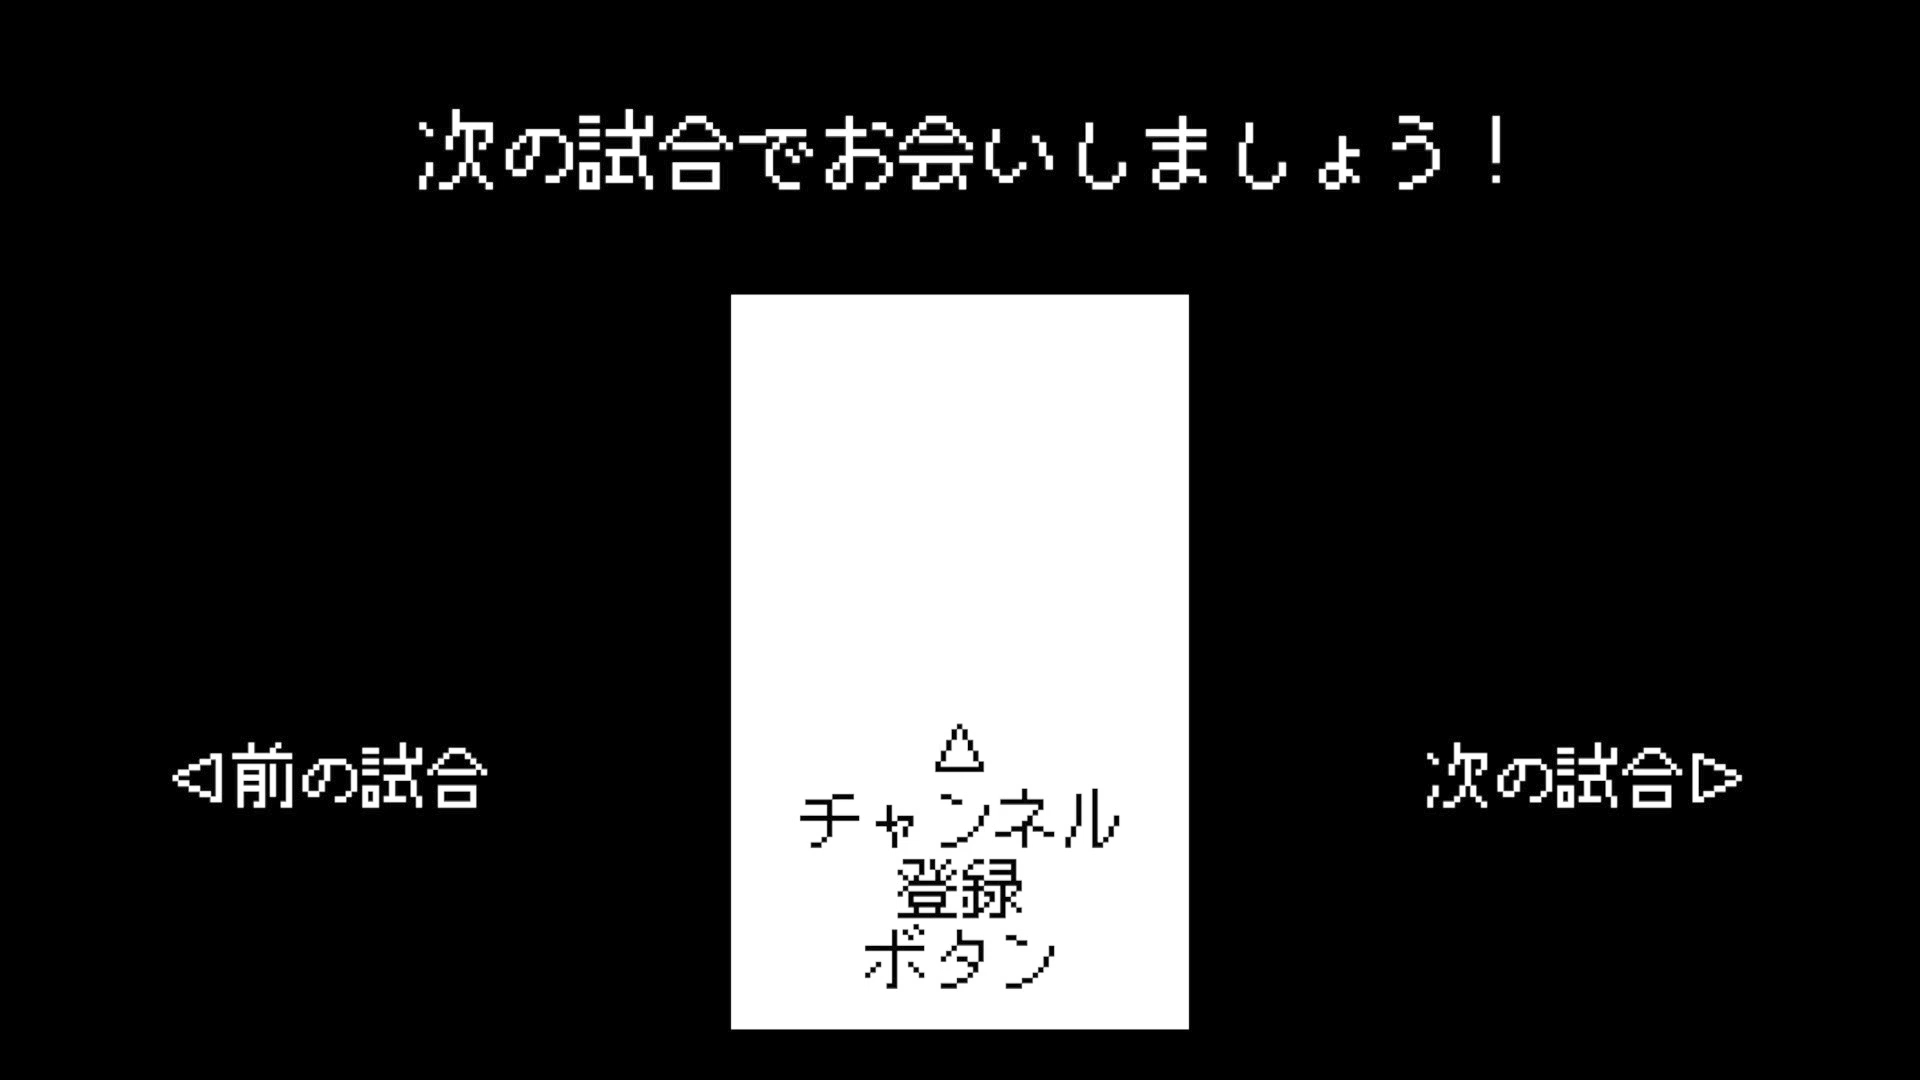 次の試合でお会いしましょう！
◁前の試合
次の試合▷
△
チャンネル
登録
ボタン